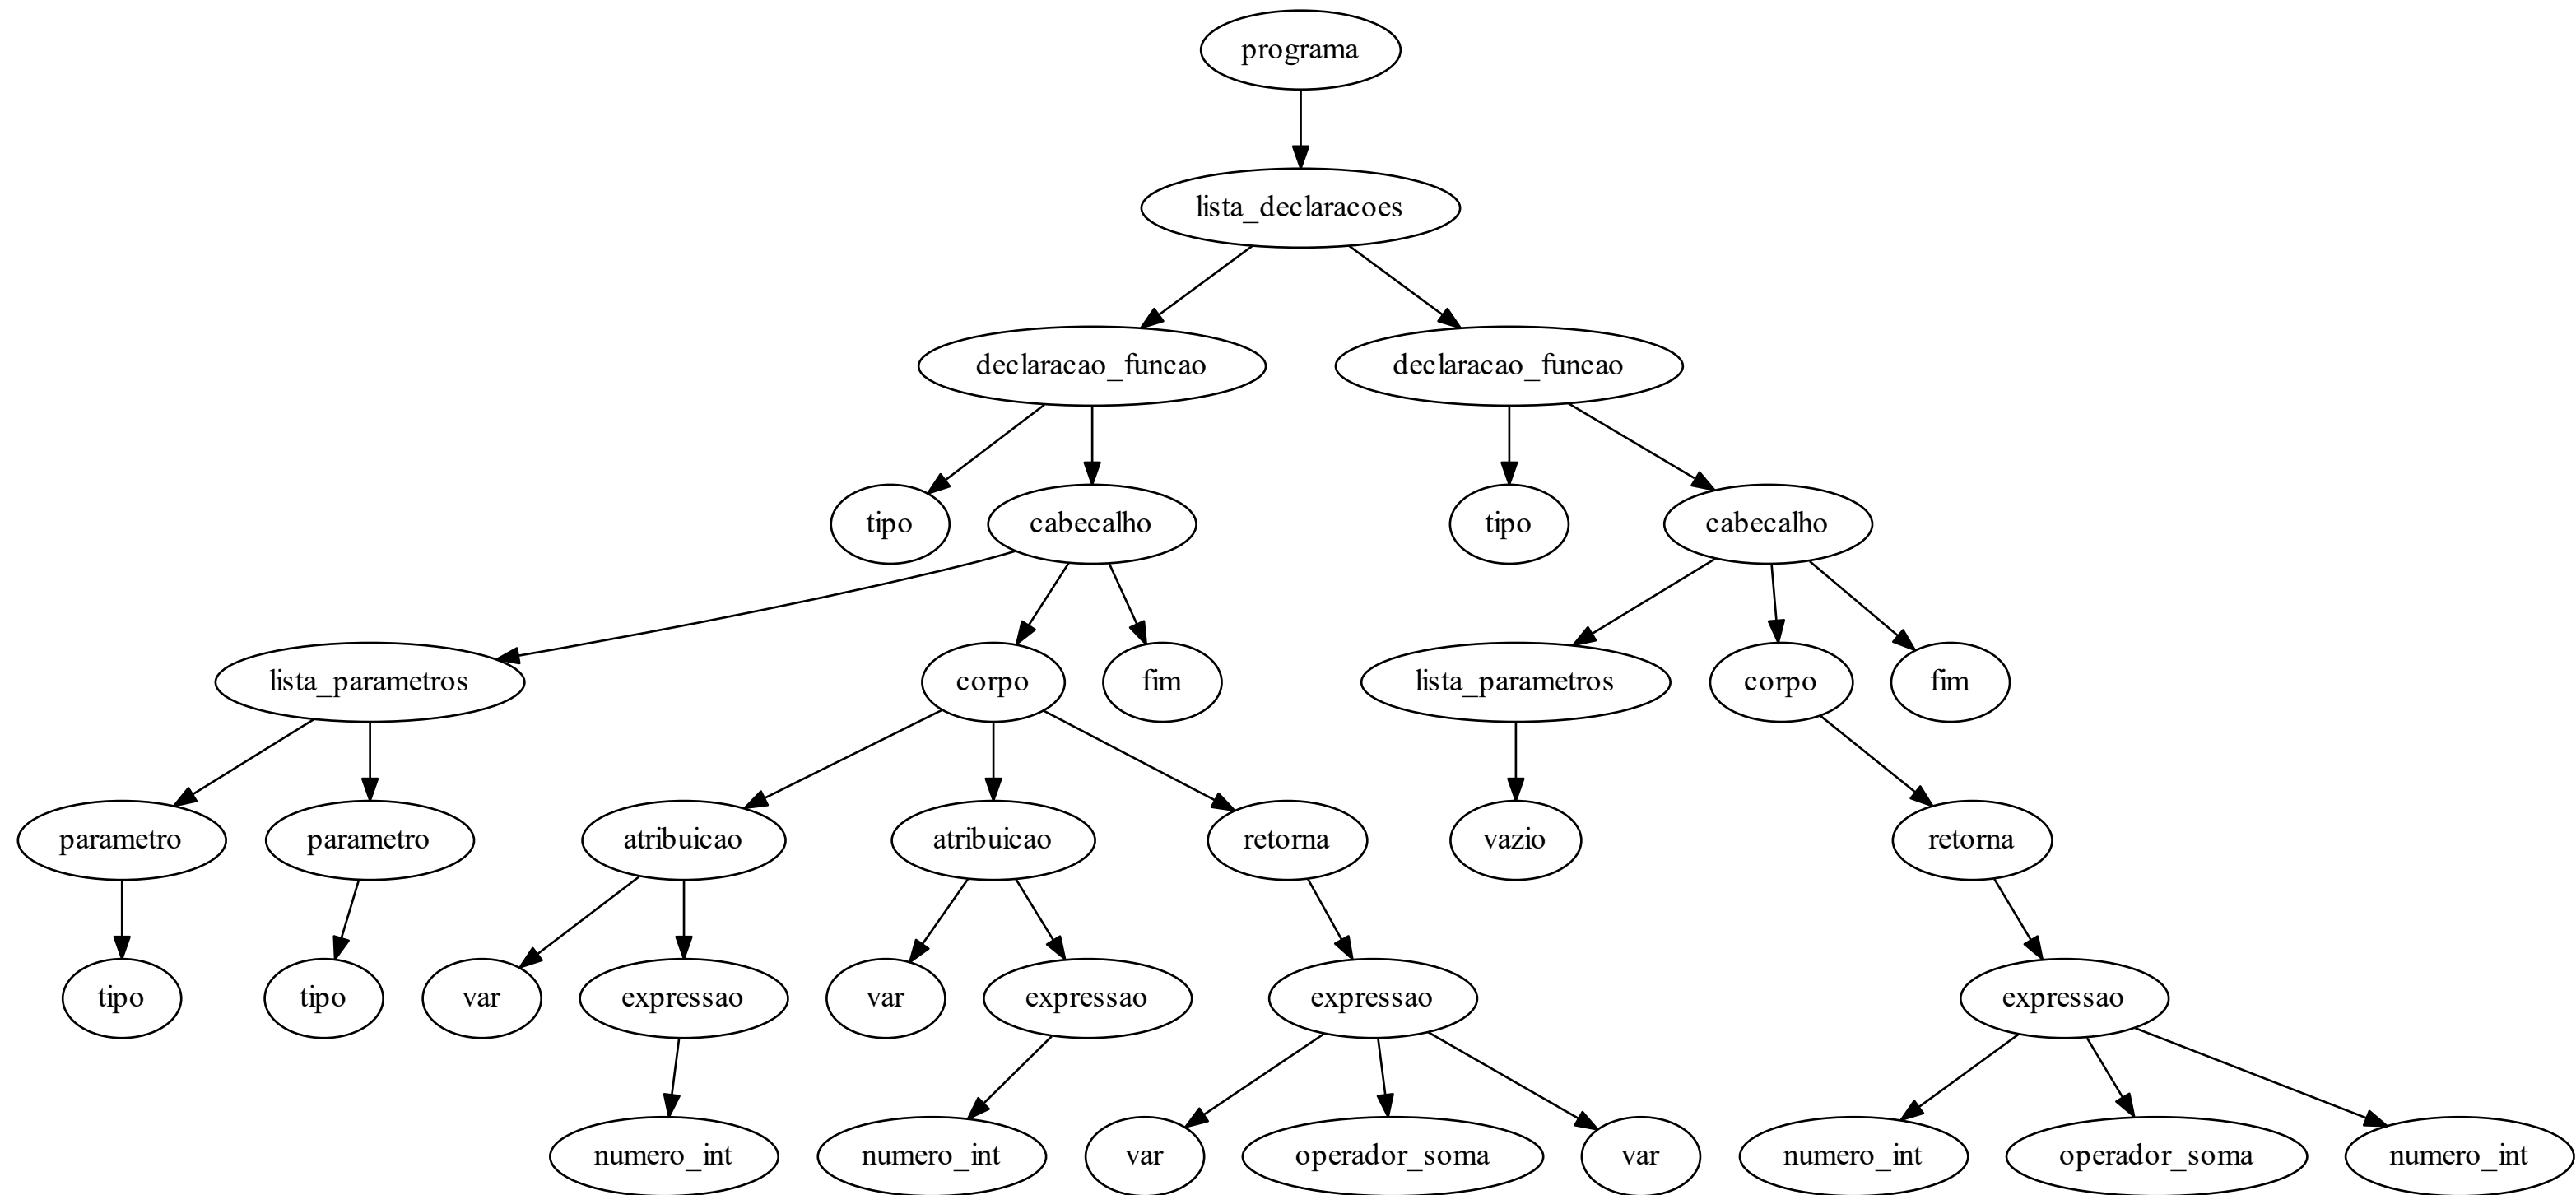 programa
lista_declaracoes
declaracao_funcao
declaracao_funcao
tipo
cabecalho
tipo
cabecalho
lista_parametros
corpo
fim
lista_parametros
corpo
fim
parametro
parametro
atribuicao
atribuicao
retorna
vazio
retorna
tipo
tipo
var
expressao
var
expressao
expressao
expressao
numero_int
numero_int
var
operador_soma
var
numero_int
operador_soma
numero_int